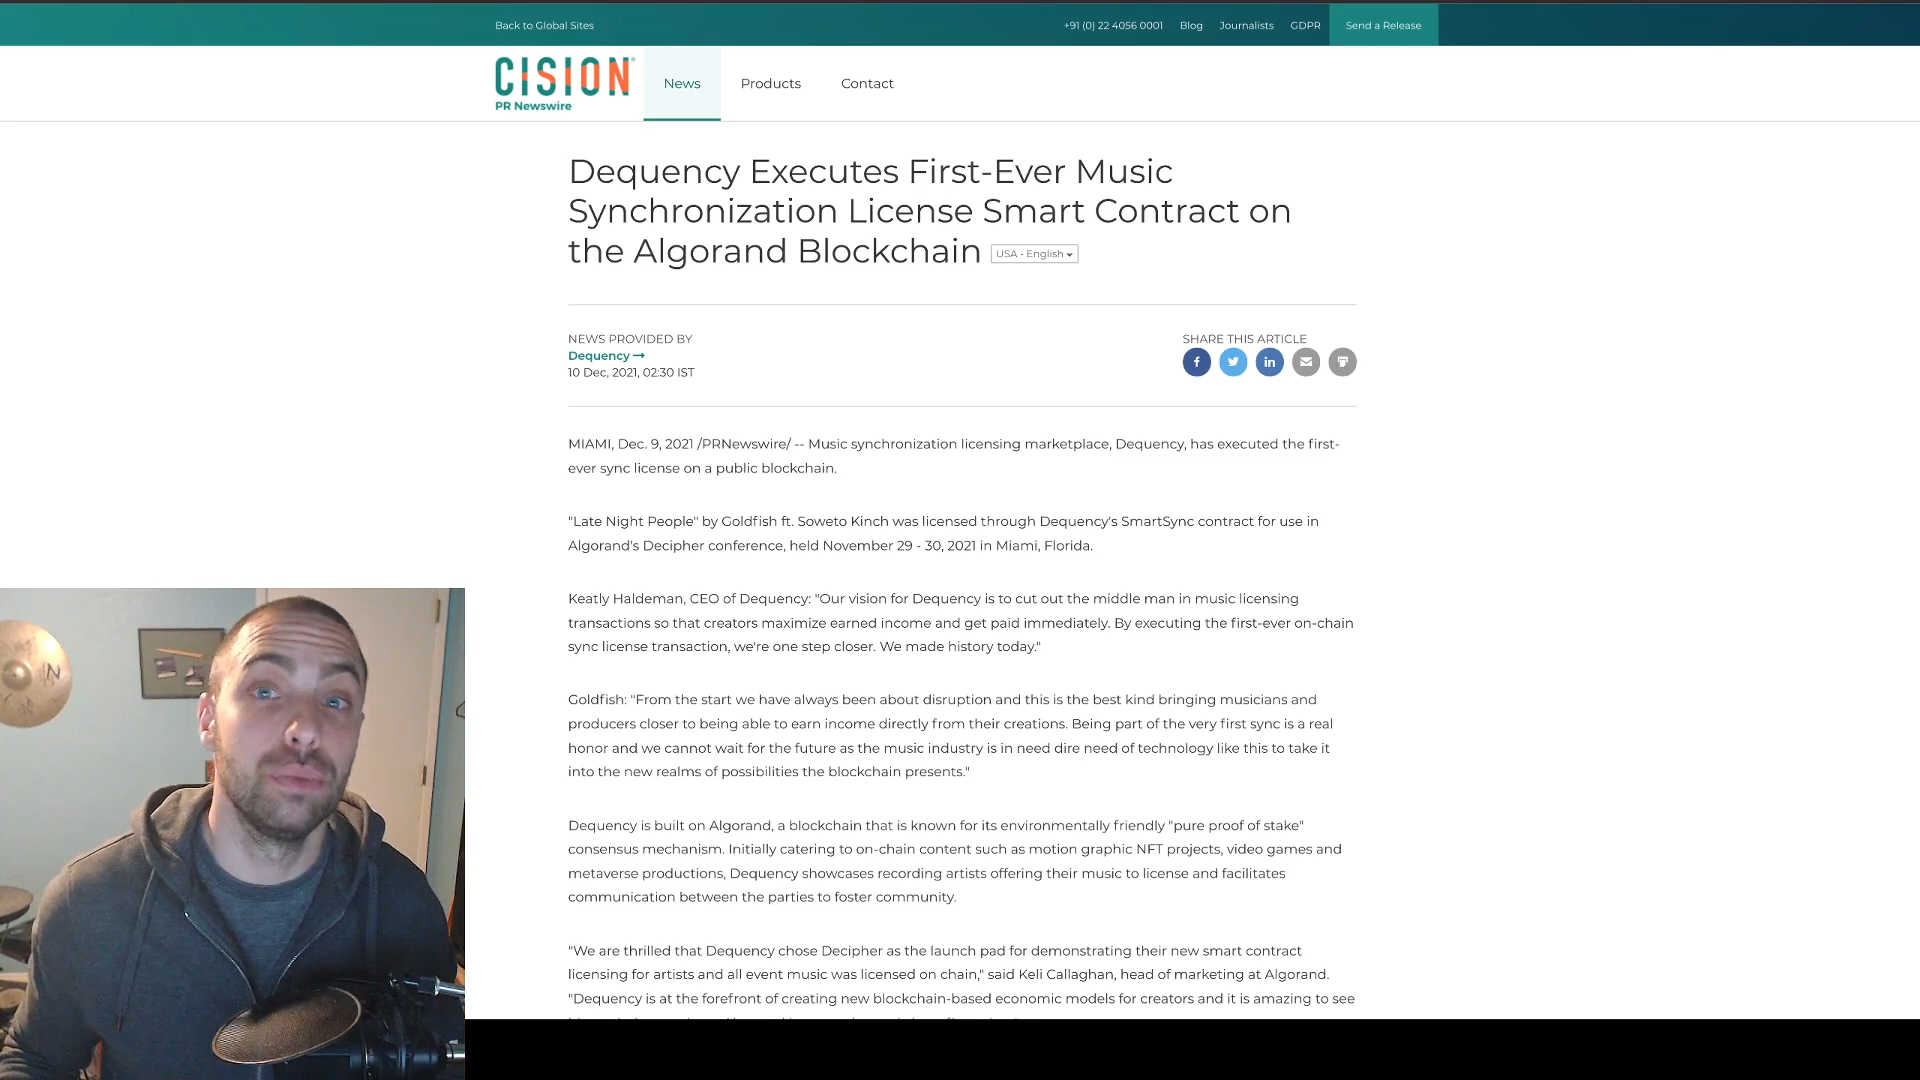 Back to Global Sites
+91 (0) 22 4056 0001 Blog Journalists GDPR Send a Release
CISION
PR Newswire
News Products Contact
Dequency Executes First-Ever Music
Synchronization License Smart Contract on
the Algorand Blockchain USA - English
NEWS PROVIDED BY
Dequency
10 Dec, 2021, 02:30 IST
SHARE THIS ARTICLE
MIAMI, Dec. 9, 2021 /PRNewswire/ -- Music synchronization licensing marketplace, Dequency, has executed the first-
ever sync license on a public blockchain.
"Late Night People" by Goldfish ft. Soweto Kinch was licensed through Dequency's SmartSync contract for use in
Algorand's Decipher conference, held November 29 - 30, 2021 in Miami, Florida.
Keatly Haldeman, CEO of Dequency: "Our vision for Dequency is to cut out the middle man in music licensing
transactions so that creators maximize earned income and get paid immediately. By executing the first-ever on-chain
sync license transaction, we're one step closer. We made history today."
Goldfish: "From the start we have always been about disruption and this is the best kind bringing musicians and
producers closer to being able to earn income directly from their creations. Being part of the very first sync is a real
honor and we cannot wait for the future as the music industry is in need dire need of technology like this to take it
into the new realms of possibilities the blockchain presents."
Dequency is built on Algorand, a blockchain that is known for its environmentally friendly "pure proof of stake"
consensus mechanism. Initially catering to on-chain content such as motion graphic NFT projects, video games and
metaverse productions, Dequency showcases recording artists offering their music to license and facilitates
communication between the parties to foster community.
"We are thrilled that Dequency chose Decipher as the launch pad for demonstrating their new smart contract
licensing for artists and all event music was licensed on chain," said Keli Callaghan, head of marketing at Algorand.
"Dequency is at the forefront of creating new blockchain-based economic models for creators and it is amazing to see